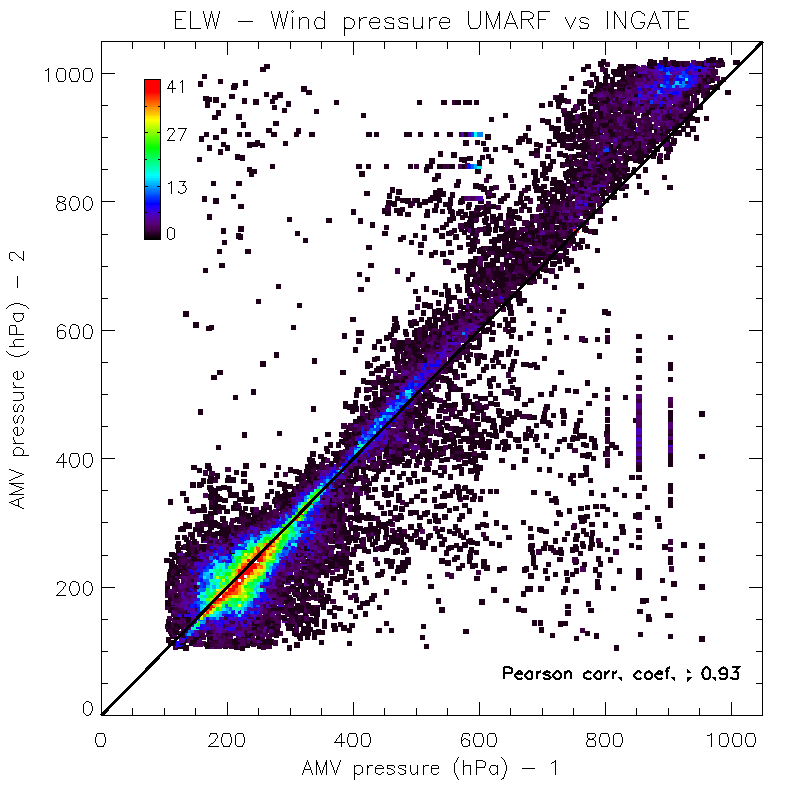 ELW - Wind pressure UMARF vs INGATE
41
27
13
0
1000
800
600
400
200
0
AMV pressure (hPa) - 2
Pearson corr. coef. : 0.93
0 200 400 600 800 1000
AMV pressure (hPa) - 1